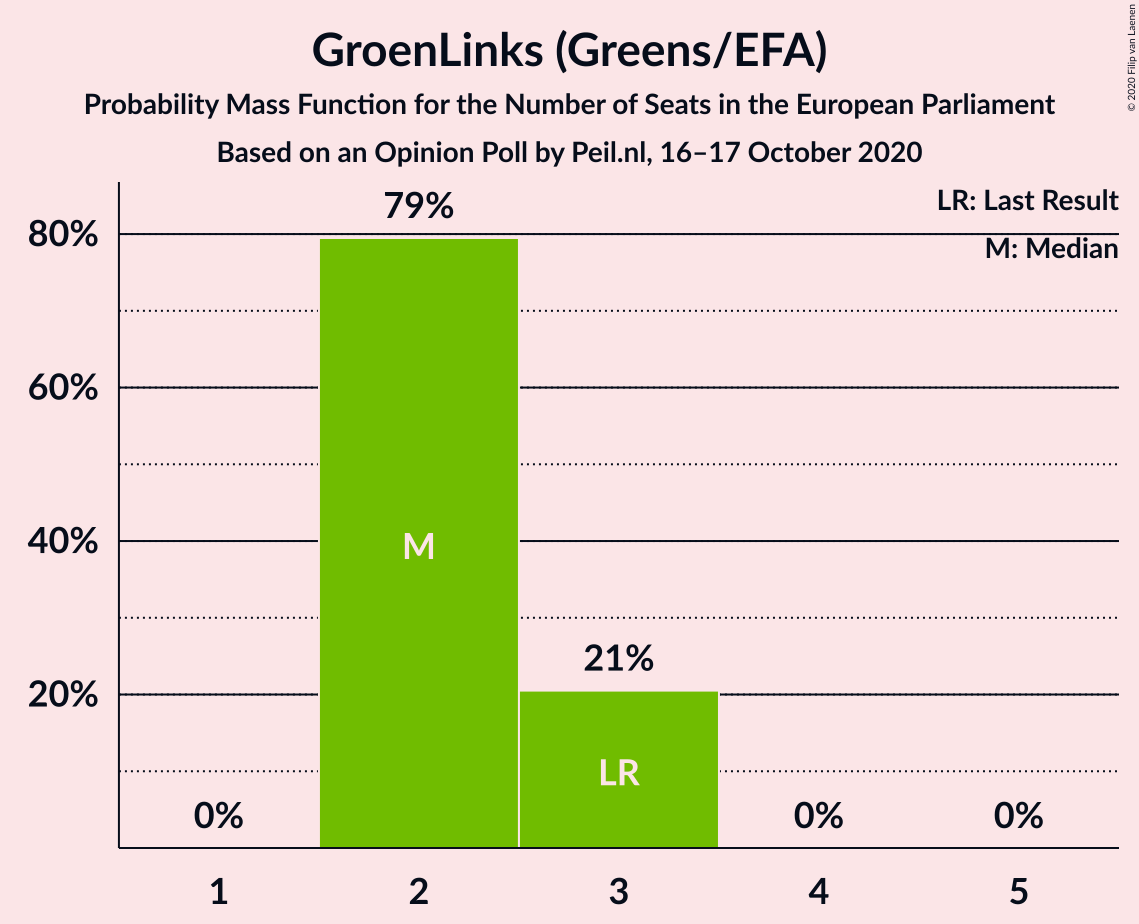 GroenLinks (Greens/EFA)
Probability Mass Function for the Number of Seats in the European Parliament
Based on an Opinion Poll by Peil.nl, 16–17 October 2020
© 2020 Filip van Laenen
LR: Last Result
M: Median
80%
60%
40%
20%
0%
79%
21%
0%
0%
M
LR
1
2
3
4
5